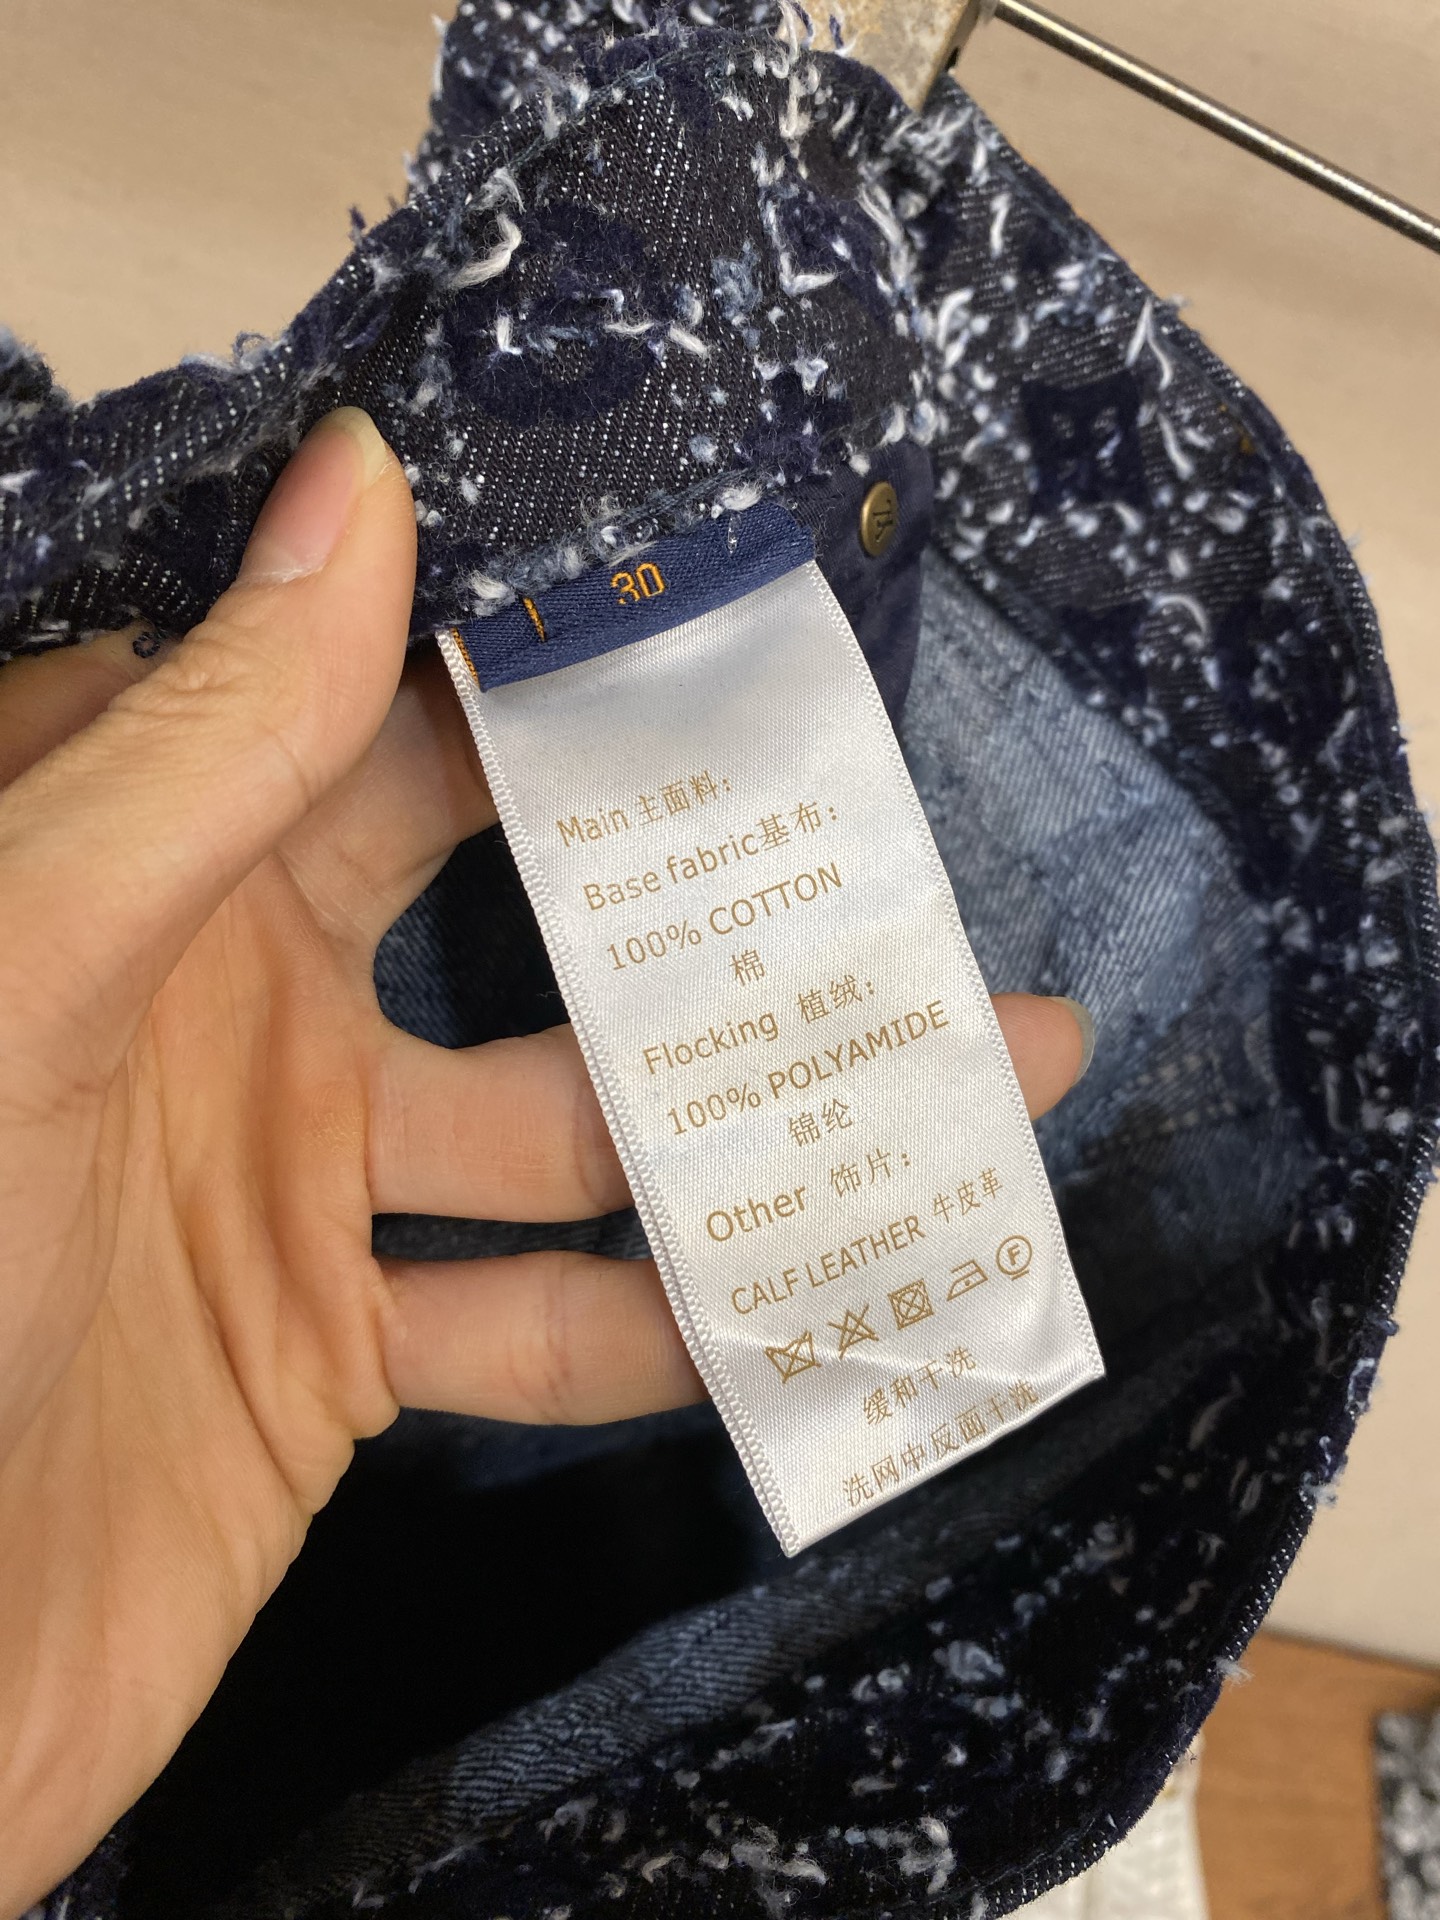 30
Main 主面料：
Base fabric基布：
100% COTTON
棉
Flocking 植绒：
100% POLYAMIDE
锦纶
Other 饰片：
CALF LEATHER 牛皮革
F
缓和干洗
洗网中反面干洗